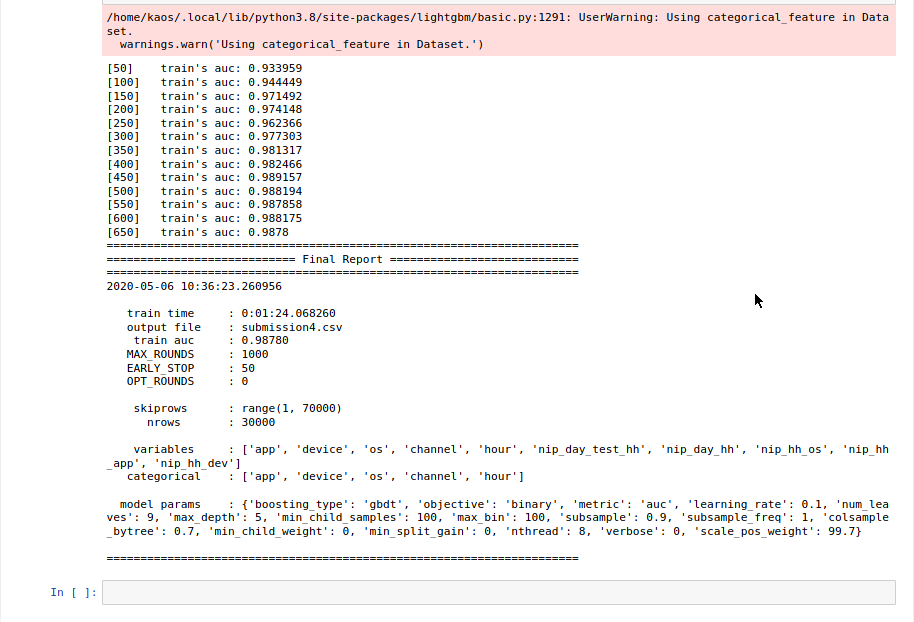 /home/kaos/.local/lib/python3.8/site-packages/lightgbm/basic.py:1291: UserWarning: Using categorical_feature in Data
set.
  warnings.warn('Using categorical_feature in Dataset.')
[50]	train's auc: 0.933959
[100]	train's auc: 0.944449
[150]	train's auc: 0.971492
[200]	train's auc: 0.974148
[250]	train's auc: 0.962366
[300]	train's auc: 0.977303
[350]	train's auc: 0.981317
[400]	train's auc: 0.982466
[450]	train's auc: 0.989157
[500]	train's auc: 0.988194
[550]	train's auc: 0.987858
[600]	train's auc: 0.988175
[650]	train's auc: 0.9878
======================================================================
============================ Final Report ============================
======================================================================
2020-05-06 10:36:23.260956
   train time     : 0:01:24.068260
   output file    : submission4.csv
    train auc     : 0.98780
   MAX_ROUNDS     : 1000
   EARLY_STOP     : 50
   OPT_ROUNDS     : 0
    skiprows      : range(1, 70000)
      nrows       : 30000
    variables     : ['app', 'device', 'os', 'channel', 'hour', 'nip_day_test_hh', 'nip_day_hh', 'nip_hh_os', 'nip_hh
_app', 'nip_hh_dev']
   categorical    : ['app', 'device', 'os', 'channel', 'hour']
  model params    : {'boosting_type': 'gbdt', 'objective': 'binary', 'metric': 'auc', 'learning_rate': 0.1, 'num_lea
ves': 9, 'max_depth': 5, 'min_child_samples': 100, 'max_bin': 100, 'subsample': 0.9, 'subsample_freq': 1, 'colsample
_bytree': 0.7, 'min_child_weight': 0, 'min_split_gain': 0, 'nthread': 8, 'verbose': 0, 'scale_pos_weight': 99.7}
======================================================================
In [ ]: